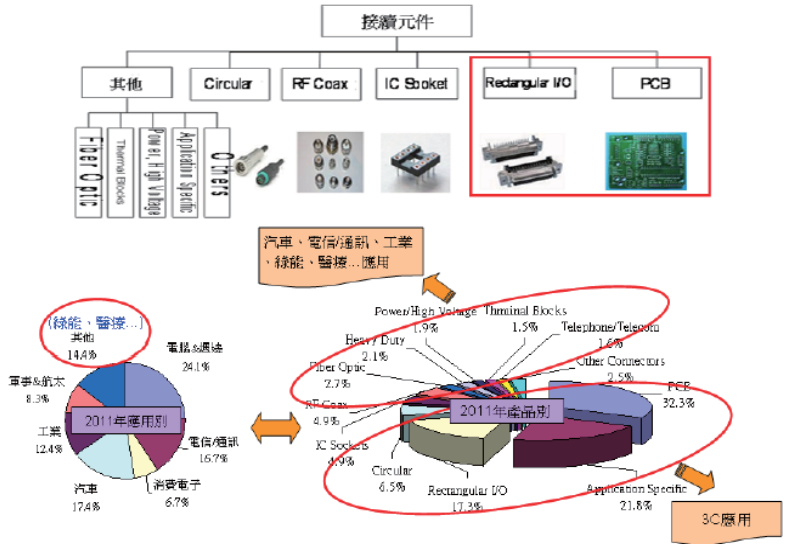 接續元件
其他
Circular
RF Coax
IC Sooket
Rectangular I/O
PCB
Fiber Optic
Thermal Blocks
Power, High Voltage
Application Specific
Others
汽車、電信/通訊、工業
、綠能、醫療...應用
(綠能、醫療...)
其他
14.4%
電腦&週邊
24.1%
軍事&航太
8.3%
2011年應用別
工業
12.4%
電信/通訊
16.7%
汽車
17.4%
消費電子
6.7%
Power/High Voltage
1.9%
Thrminal Blocks
1.5%
Heavy Duty
2.1%
Telephone/Telecom
1.6%
Fiber Optic
2.7%
Other Connectors
2.5%
PCB
32.3%
RF Coax
4.9%
2011年產品別
IC Sockets
4.9%
Circular
6.5%
Rectangular I/O
17.3%
Application Specific
21.8%
3C應用